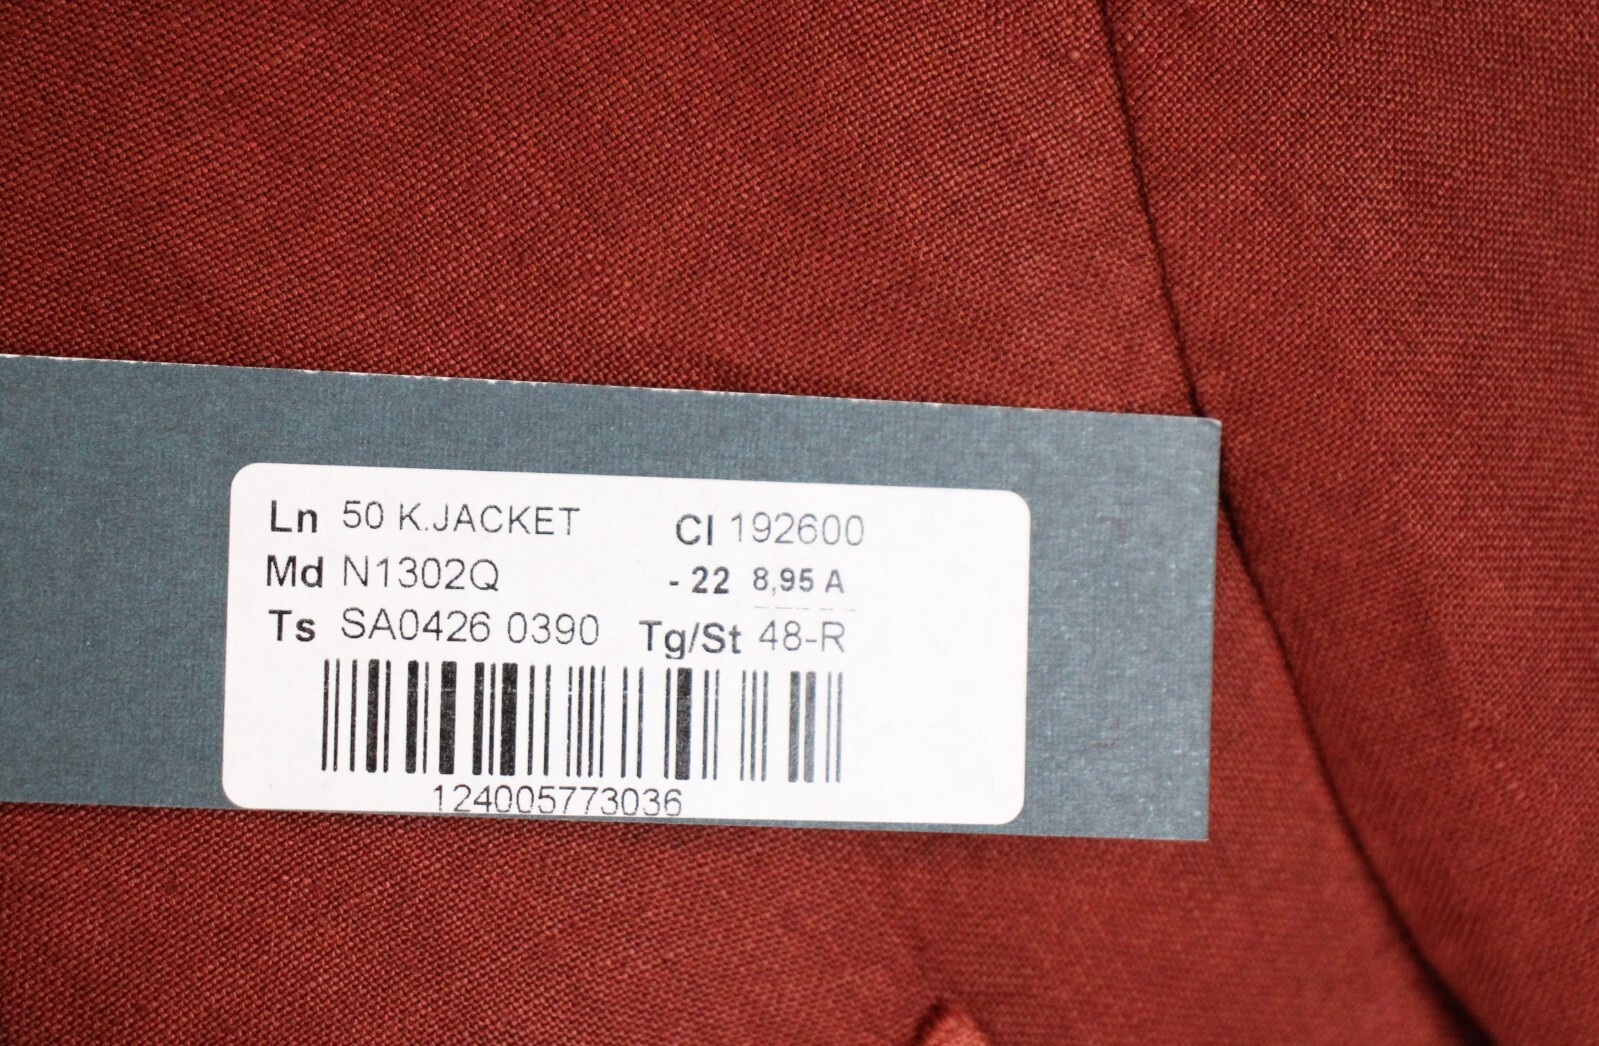 Ln 50 K.JACKET Cl 192600
Md N1302Q - 22 8,95 A
Ts SA0426 0390 Tg/St 48-R
124005773036